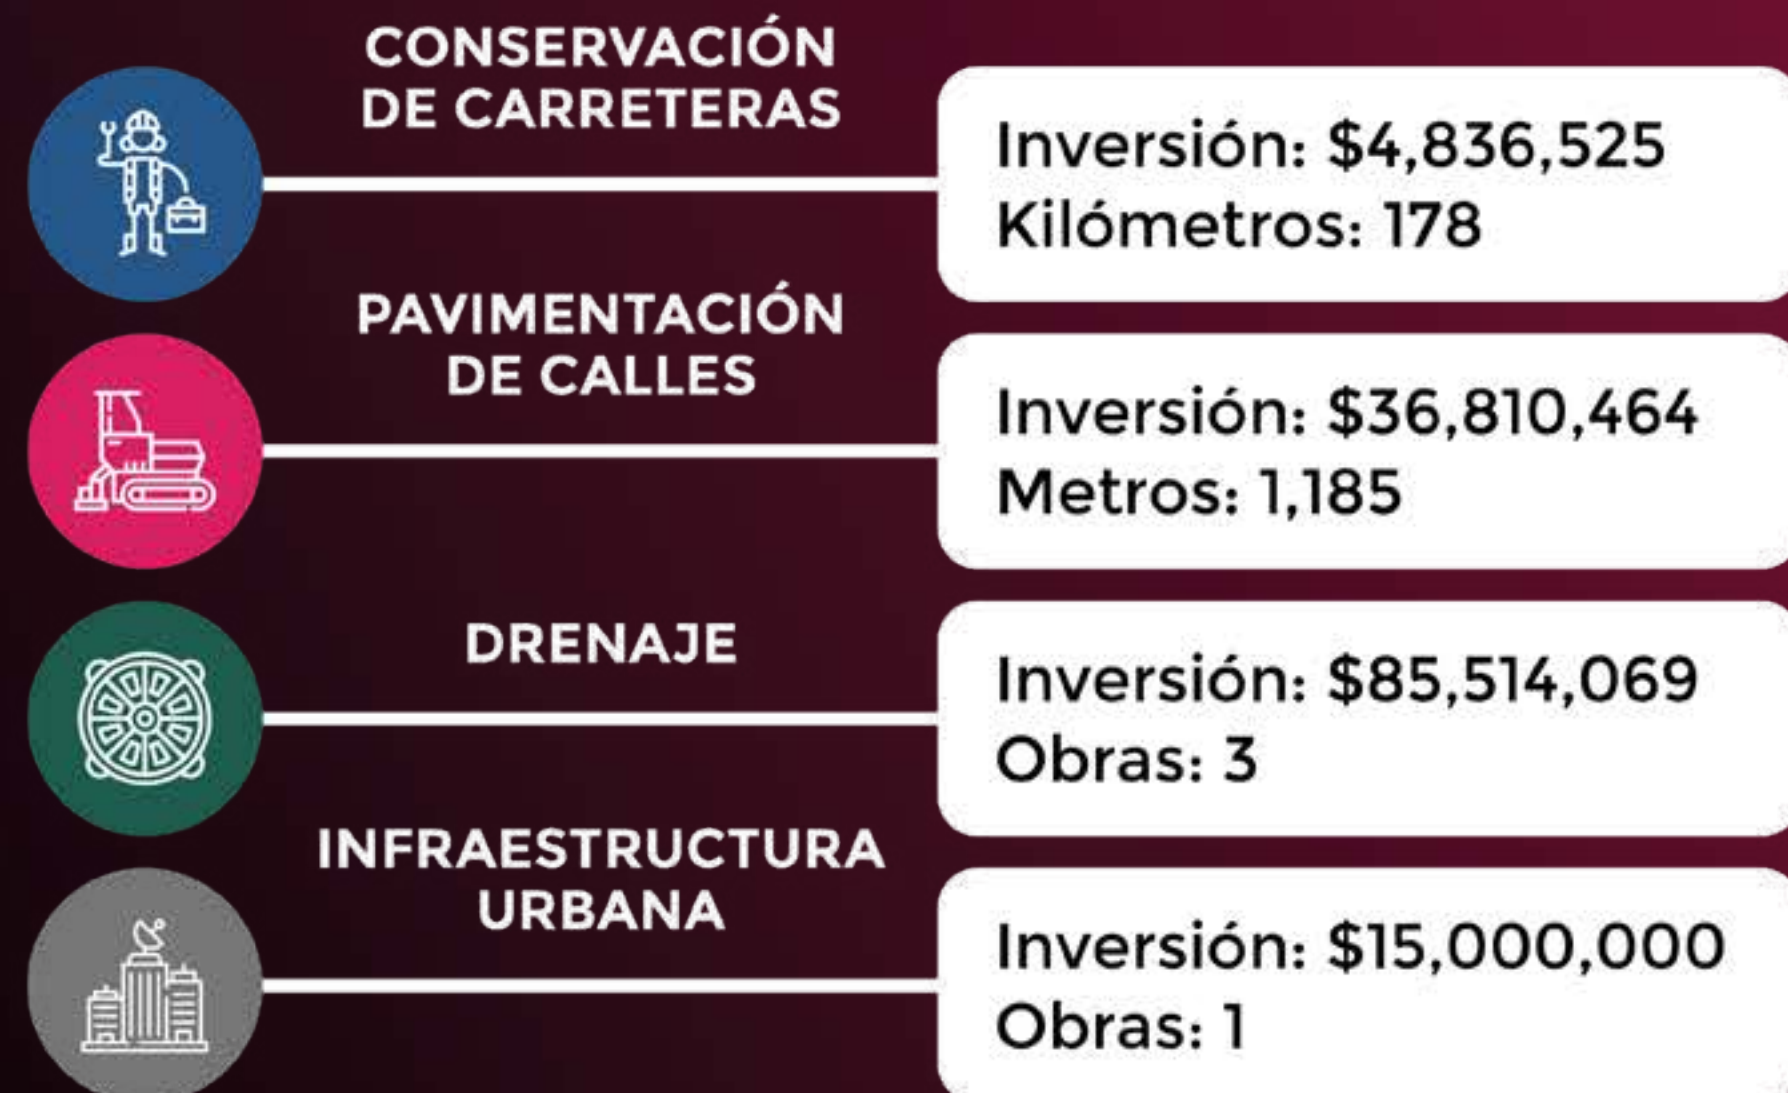 CONSERVACIÓN
DE CARRETERAS
Inversión: $4,836,525
Kilómetros: 178
PAVIMENTACIÓN
DE CALLES
Inversión: $36,810,464
Metros: 1,185
DRENAJE
Inversión: $85,514,069
Obras: 3
INFRAESTRUCTURA
URBANA
Inversión: $15,000,000
Obras: 1